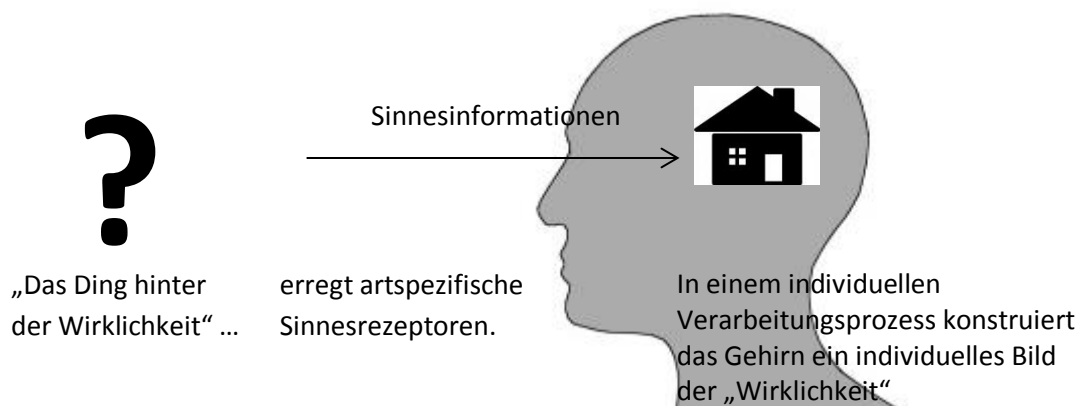 Sinnesinformationen
?
„Das Ding hinter
der Wirklichkeit“ ...
erregt artspezifische
Sinnesrezeptoren.
In einem individuellen
Verarbeitungsprozess konstruiert
das Gehirn ein individuelles Bild
der „Wirklichkeit“